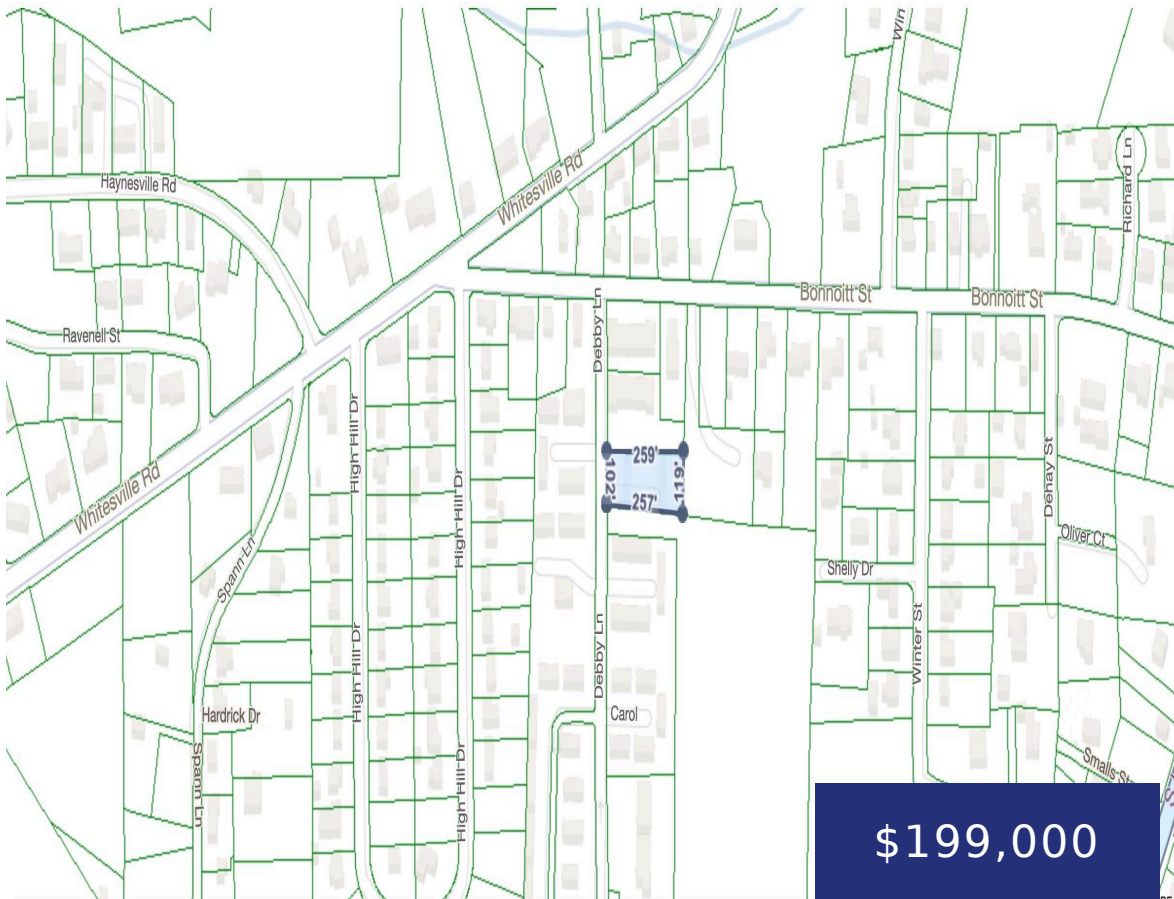 Win
Richard Ln
Whitesville Rd
Haynesville Rd
Bonnoitt St
Bonnoitt St
Debby Ln
Ravenell St
High Hill Dr
High Hill Dr
259'
102'
119'
257'
Whitesville Rd
Dehay St
Oliver Ct
Spann Ln
Shelly Dr
High Hill Dr
Debby Ln
Winter St
Hardrick Dr
Carol
Spann Ln
High Hill Dr
Smalls St
$199,000